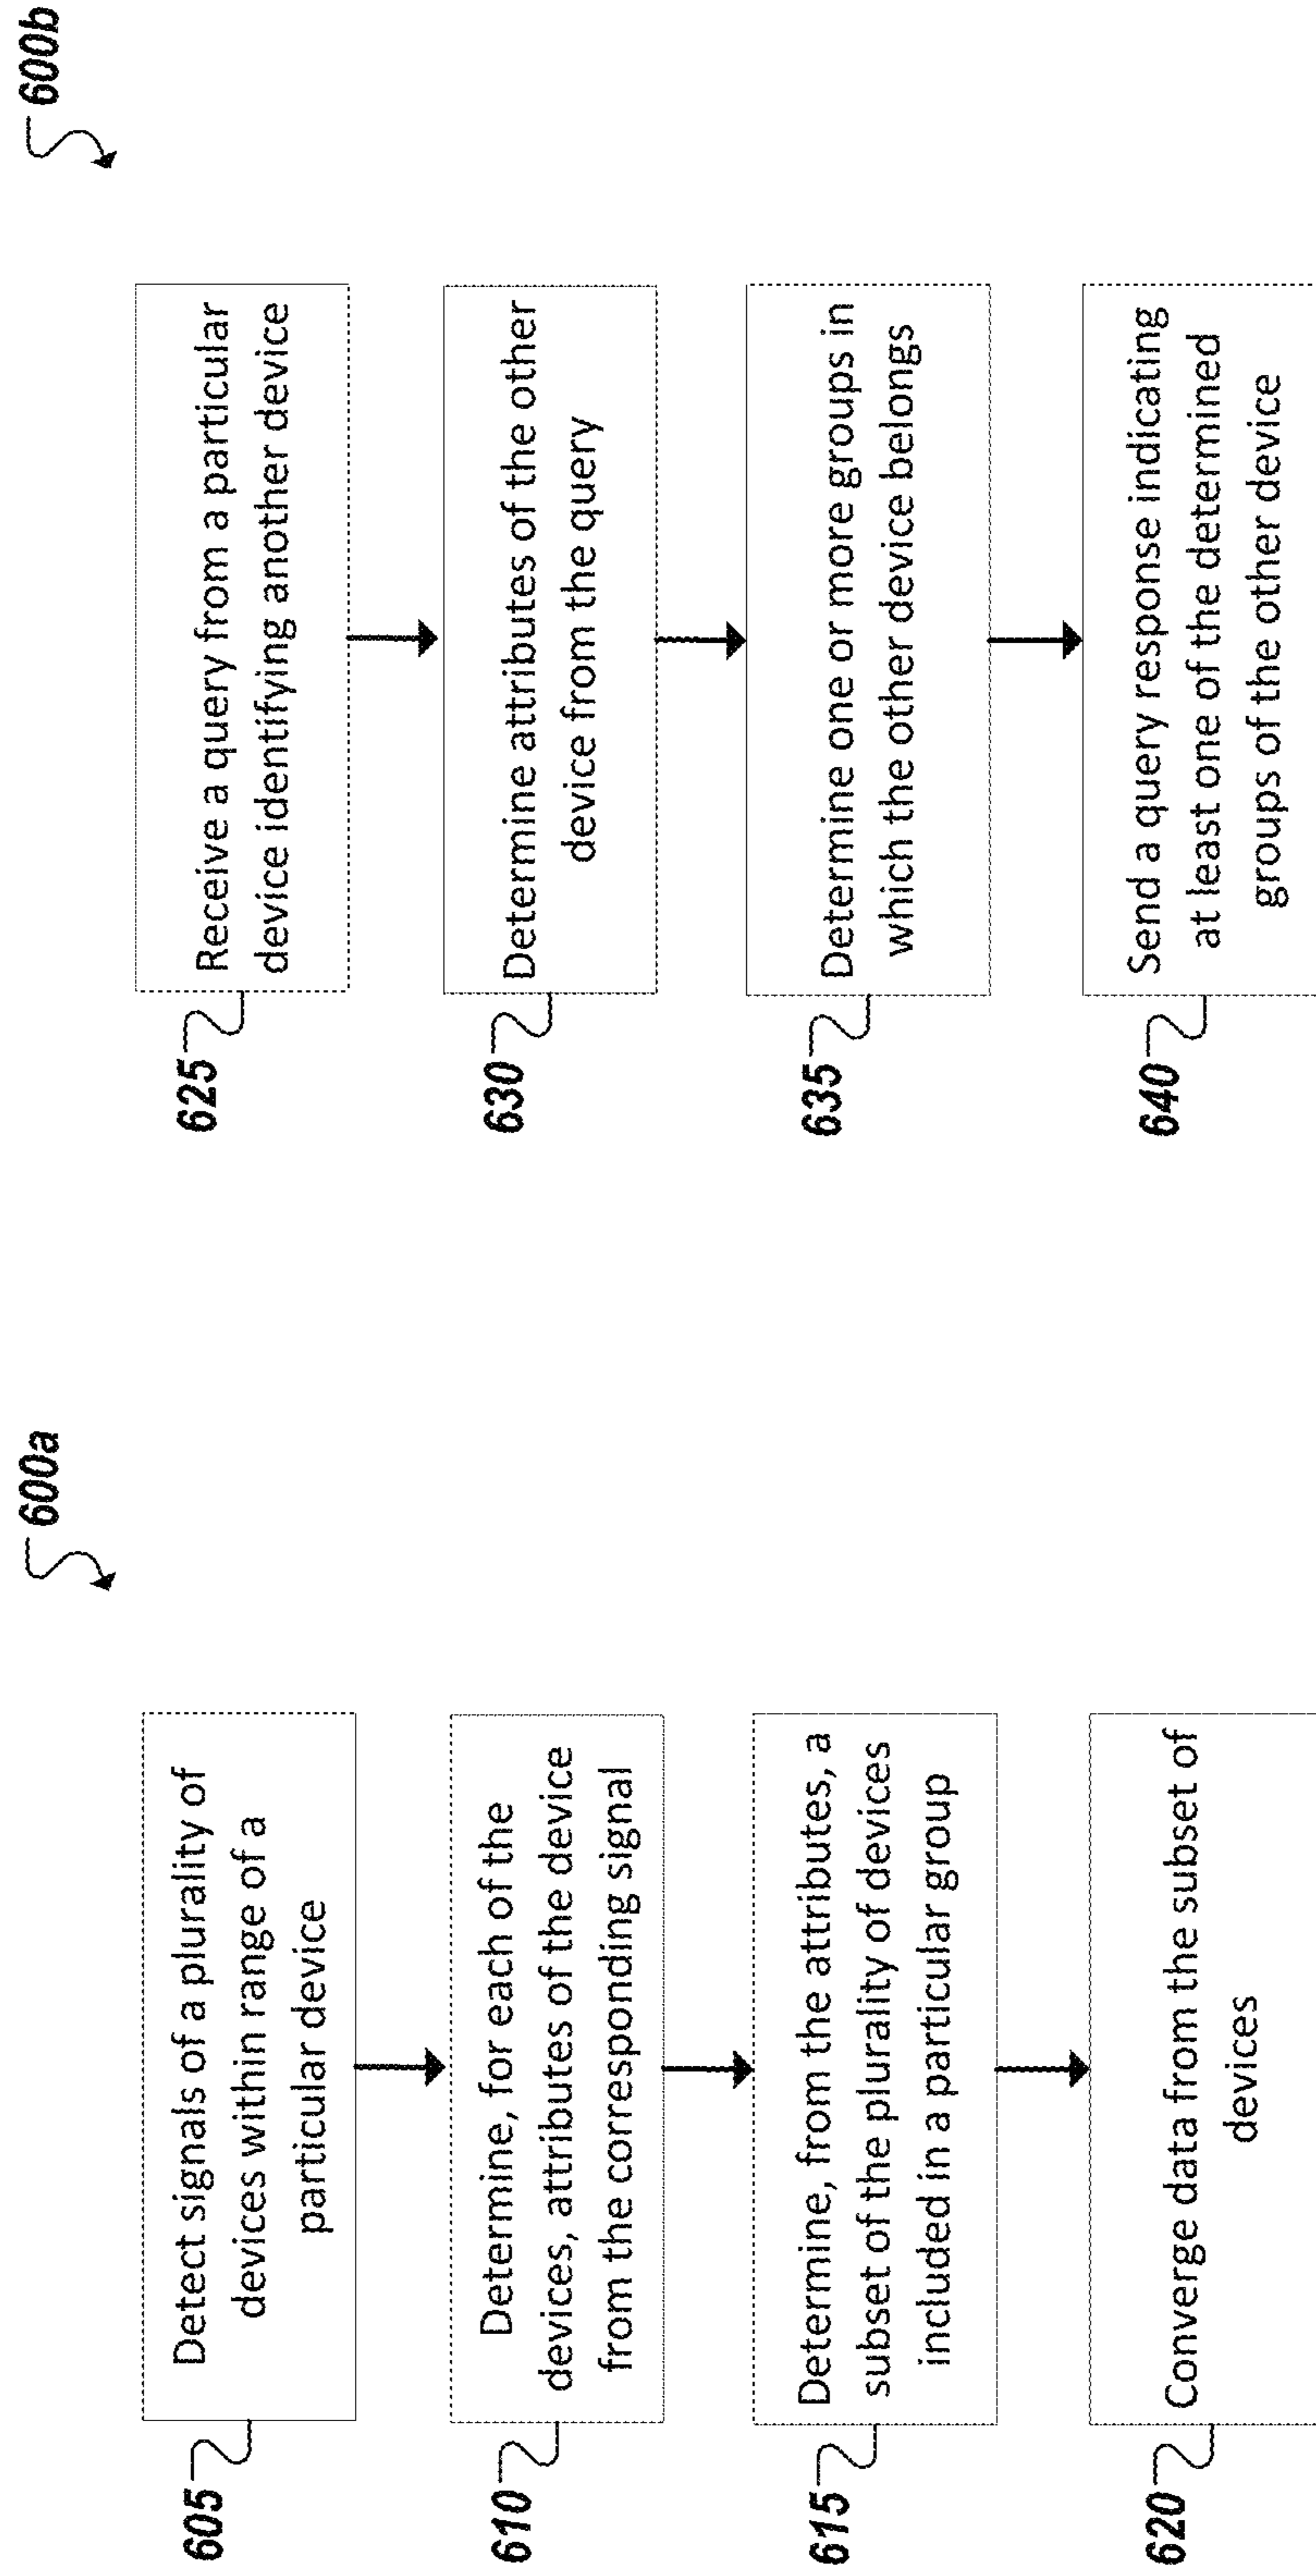 600a
605
Detect signals of a plurality of
devices within range of a
particular device
610
Determine, for each of the
devices, attributes of the device
from the corresponding signal
615
Determine, from the attributes, a
subset of the plurality of devices
included in a particular group
620
Converge data from the subset of
devices
600b
625
Receive a query from a particular
device identifying another device
630
Determine attributes of the other
device from the query
635
Determine one or more groups in
which the other device belongs
640
Send a query response indicating
at least one of the determined
groups of the other device